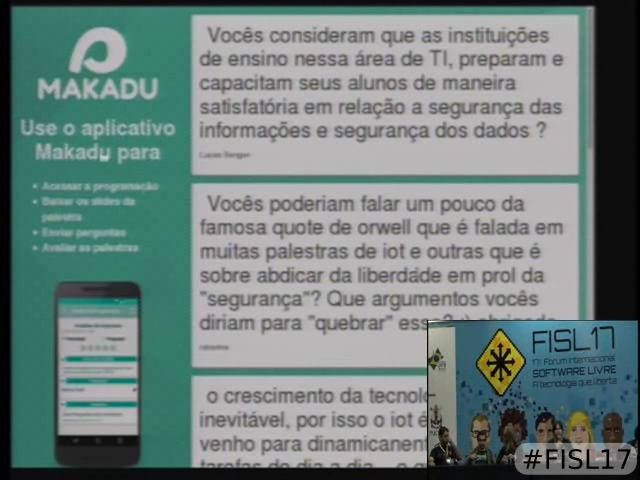 MAKADU
Use o aplicativo
Makadu para
Acessar a programação
Baixar os slides da
palestra
Enviar perguntas
Avaliar as palestras
Vocês consideram que as instituições
de ensino nessa área de TI, preparam e
capacitam seus alunos de maneira
satisfatória em relação a segurança das
informações e segurança dos dados ?
Vocês poderiam falar um pouco da
famosa quote de orwell que é falada em
muitas palestras de iot e outras que é
sobre abdicar da liberdade em prol da
"segurança"? Que argumentos vocês
diriam para "quebrar"
o crescimento da
inevitável, por isso o iot
venho para
tarefas do dia a dia
FISL17
17º Fórum Internacional
SOFTWARE LIVRE
A tecnologia que liberta
#FISL17